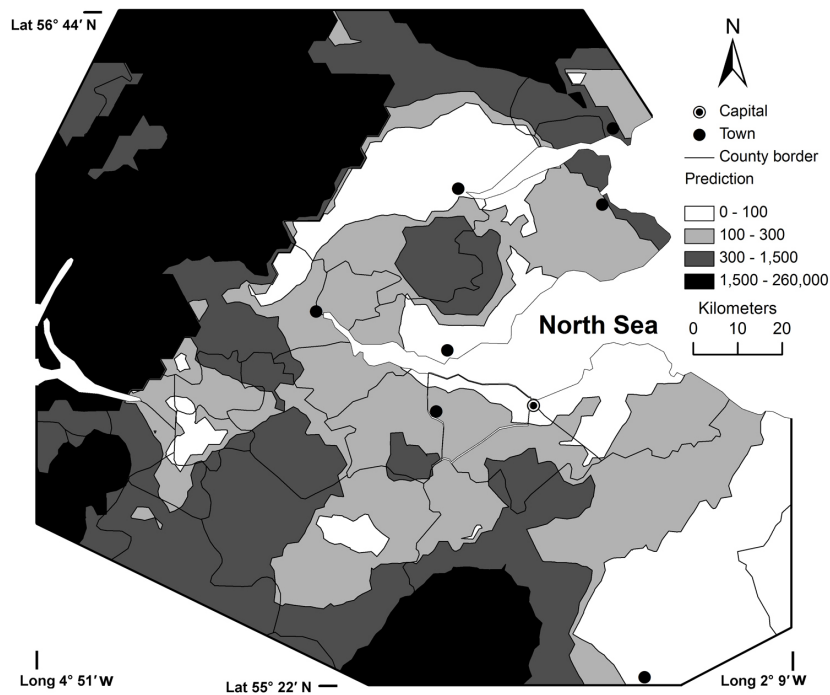 Lat 56° 44′ N
N
Capital
Town
County border
Prediction
0 - 100
100 - 300
300 - 1,500
1,500 - 260,000
Kilometers
0 10 20
North Sea
Long 4° 51′ W
Lat 55° 22′ N
Long 2° 9′ W